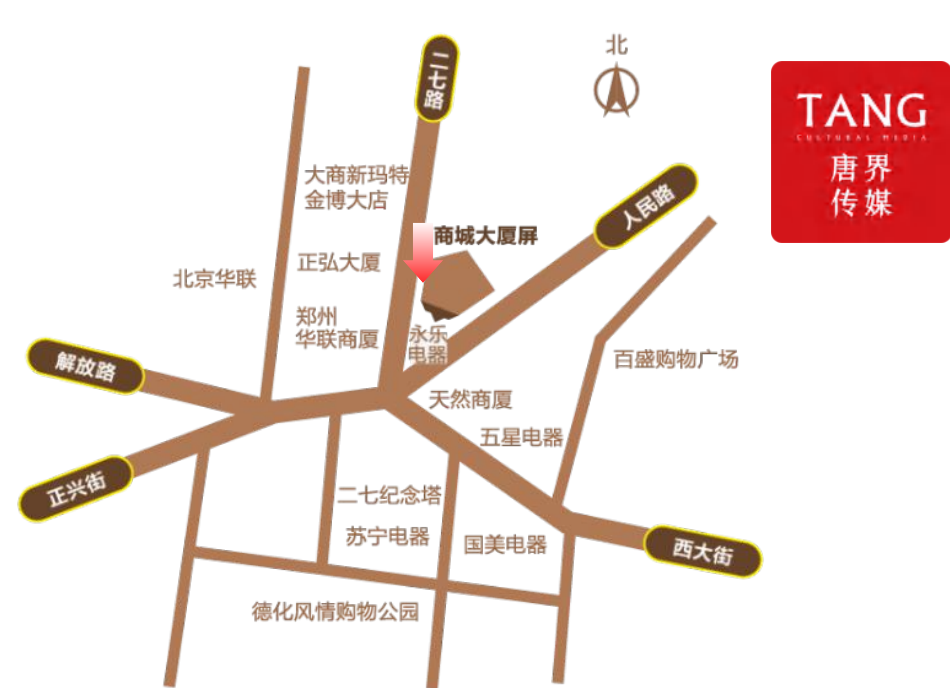 二七路
北
TANG
CULTURAL MEDIA
唐界
传媒
大商新玛特
金博大店
人民路
商城大厦屏
正弘大厦
北京华联
郑州
华联商厦
永乐
电器
解放路
百盛购物广场
天然商厦
五星电器
正兴街
二七纪念塔
苏宁电器
国美电器
西大街
德化风情购物公园